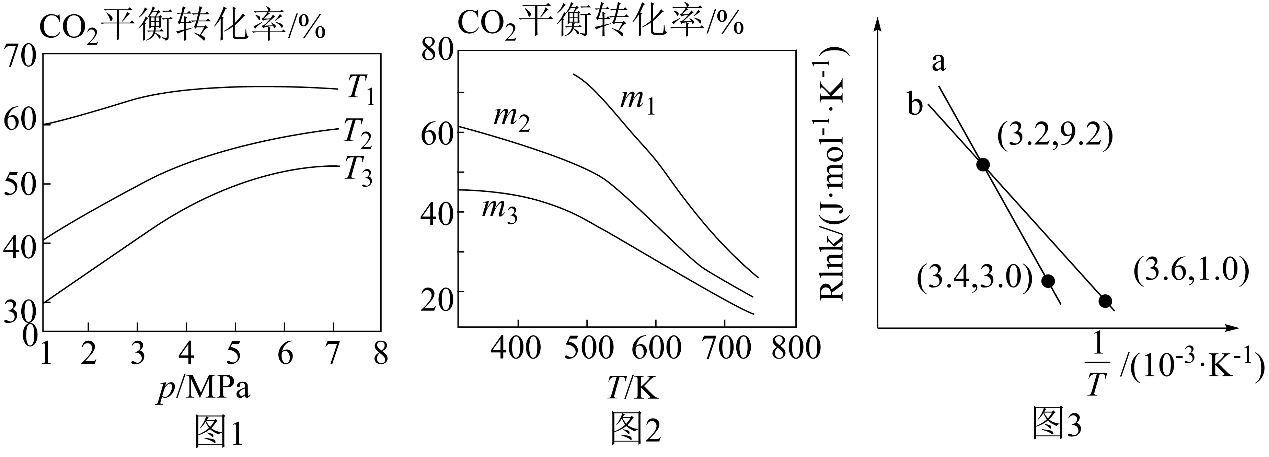 CO₂平衡转化率/%
70
60
50
40
30
0
1 2 3 4 5 6 7 8
T₁
T₂
T₃
p/MPa
图1
CO₂平衡转化率/%
80
60
40
20
400 500 600 700 800
m₁
m₂
m₃
T/K
图2
Rlnk/(J·mol⁻¹·K⁻¹)
a
b
(3.2,9.2)
(3.4,3.0)
(3.6,1.0)
1/T /(10⁻³·K⁻¹)
图3